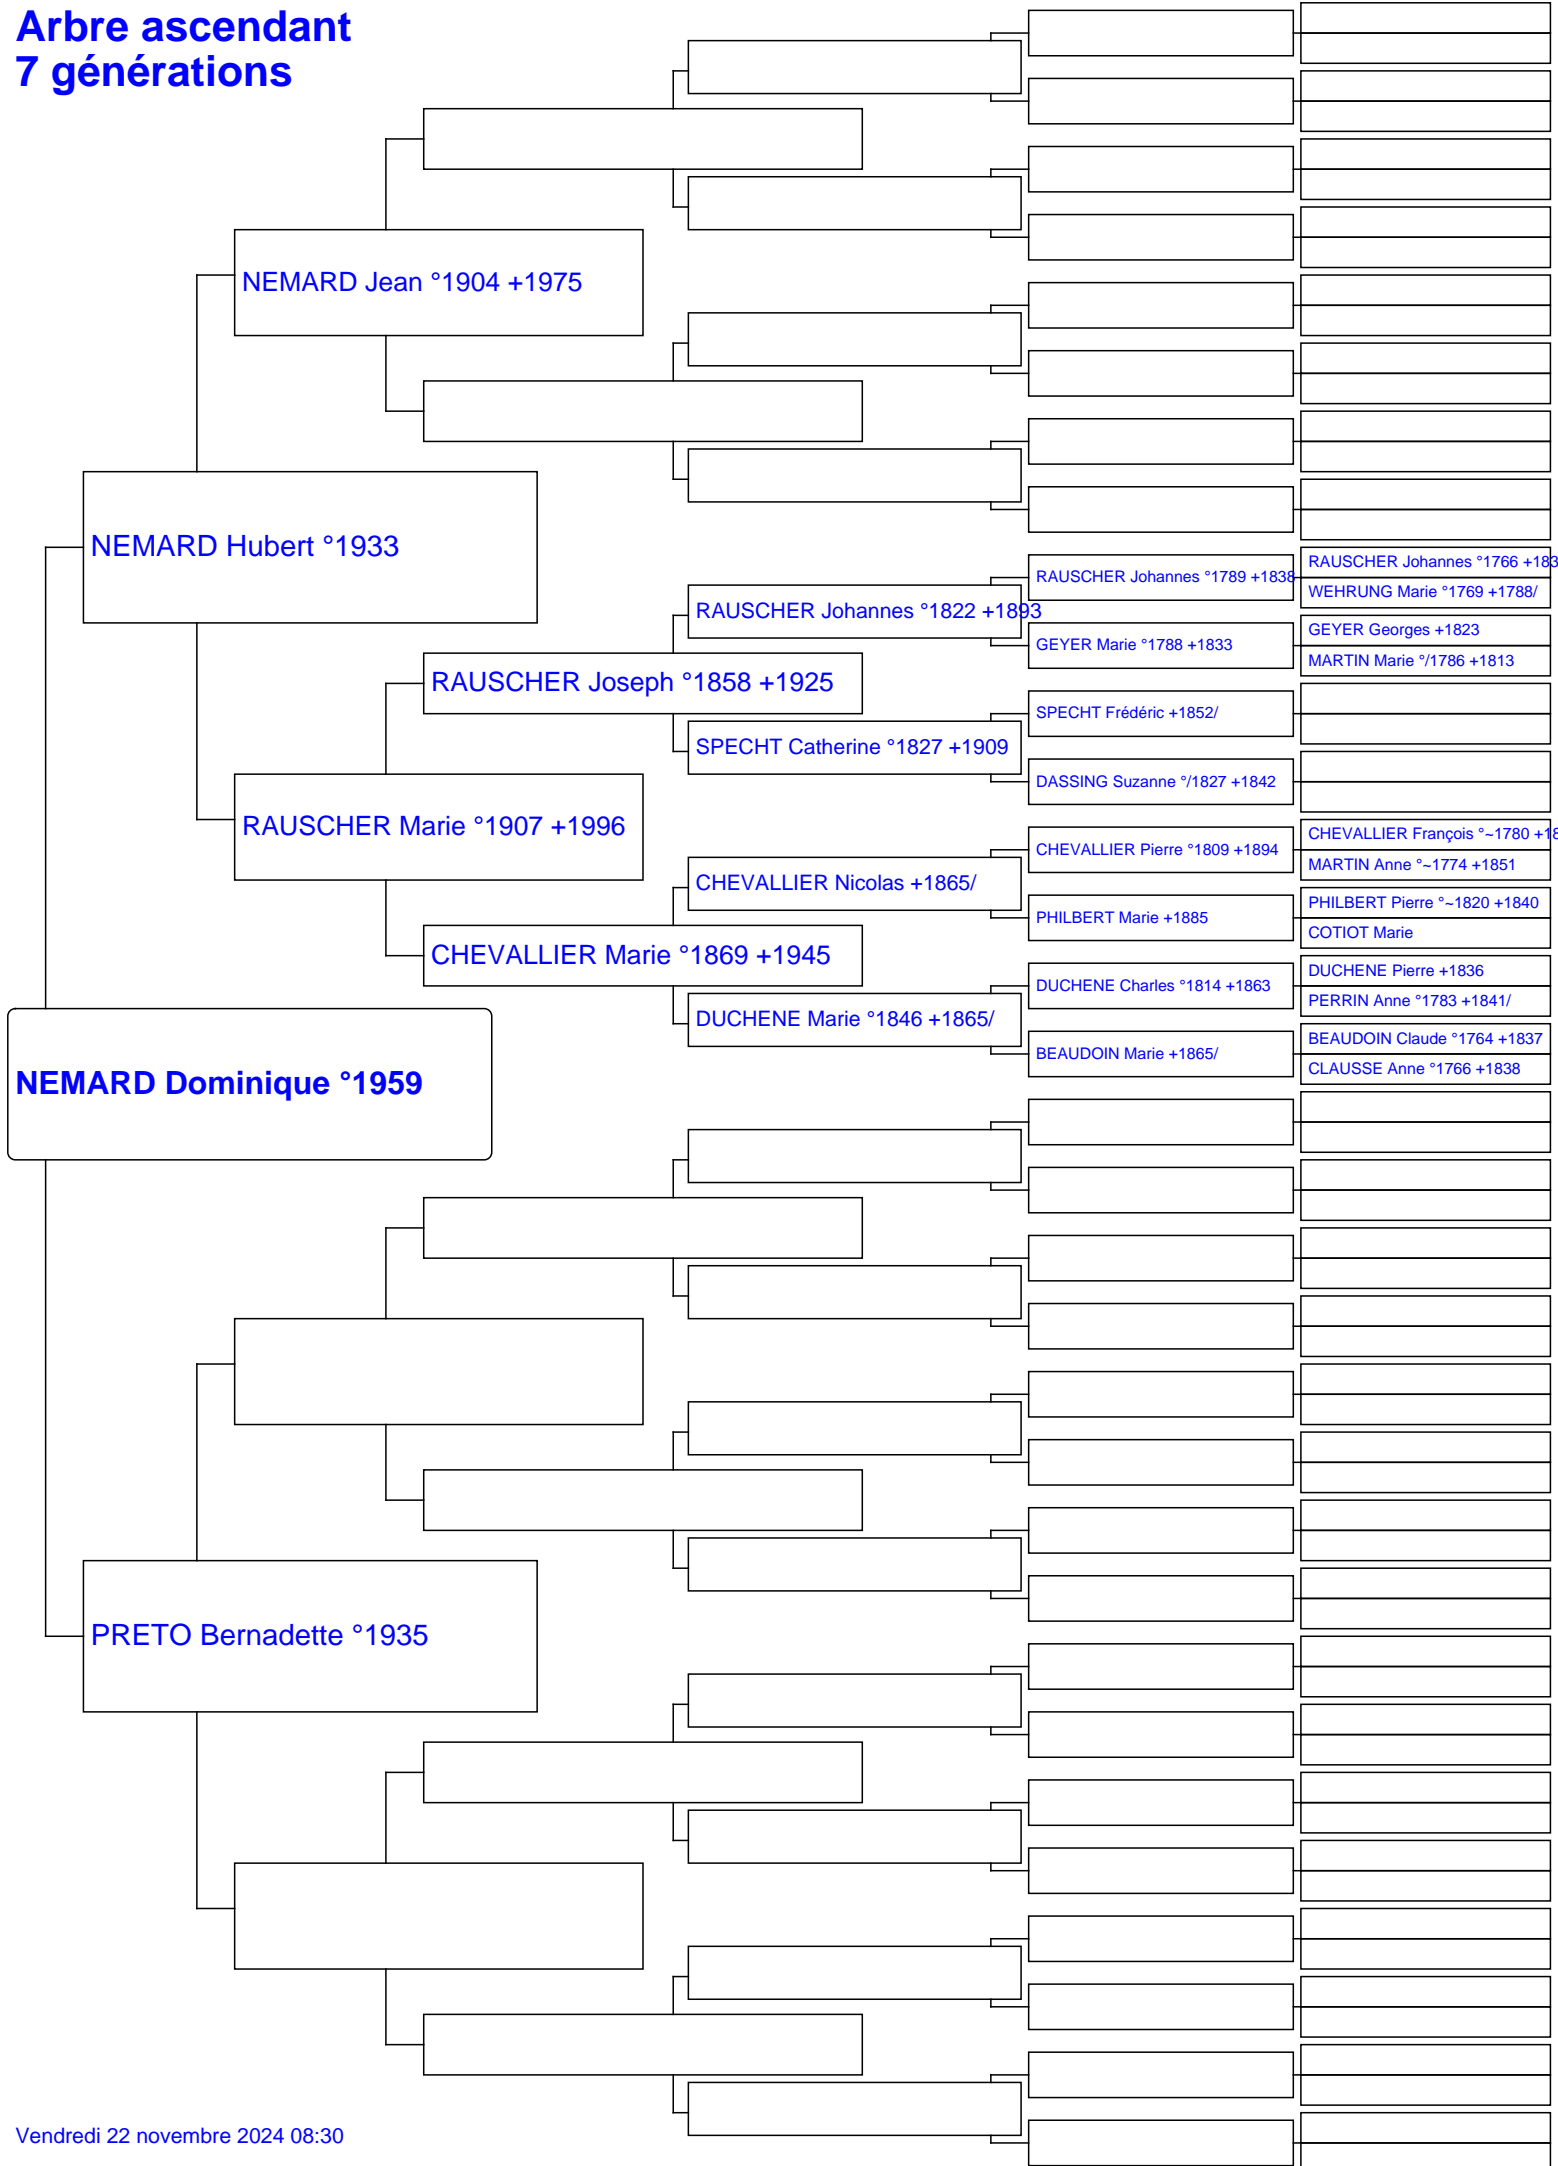 Arbre ascendant
7 générations
NEMARD Jean °1904 +1975
NEMARD Hubert °1933
RAUSCHER Johannes °1766 +183
RAUSCHER Johannes °1789 +1838
WEHRUNG Marie °1769 +1788/
RAUSCHER Johannes °1822 +1893
GEYER Georges +1823
GEYER Marie °1788 +1833
MARTIN Marie °/1786 +1813
RAUSCHER Joseph °1858 +1925
SPECHT Frédéric +1852/
SPECHT Catherine °1827 +1909
DASSING Suzanne °/1827 +1842
RAUSCHER Marie °1907 +1996
CHEVALLIER François °~1780 +18
CHEVALLIER Pierre °1809 +1894
MARTIN Anne °~1774 +1851
CHEVALLIER Nicolas +1865/
PHILBERT Pierre °~1820 +1840
PHILBERT Marie +1885
COTIOT Marie
CHEVALLIER Marie °1869 +1945
DUCHENE Pierre +1836
DUCHENE Charles °1814 +1863
PERRIN Anne °1783 +1841/
DUCHENE Marie °1846 +1865/
BEAUDOIN Claude °1764 +1837
BEAUDOIN Marie +1865/
CLAUSSE Anne °1766 +1838
NEMARD Dominique °1959
PRETO Bernadette °1935
Vendredi 22 novembre 2024 08:30